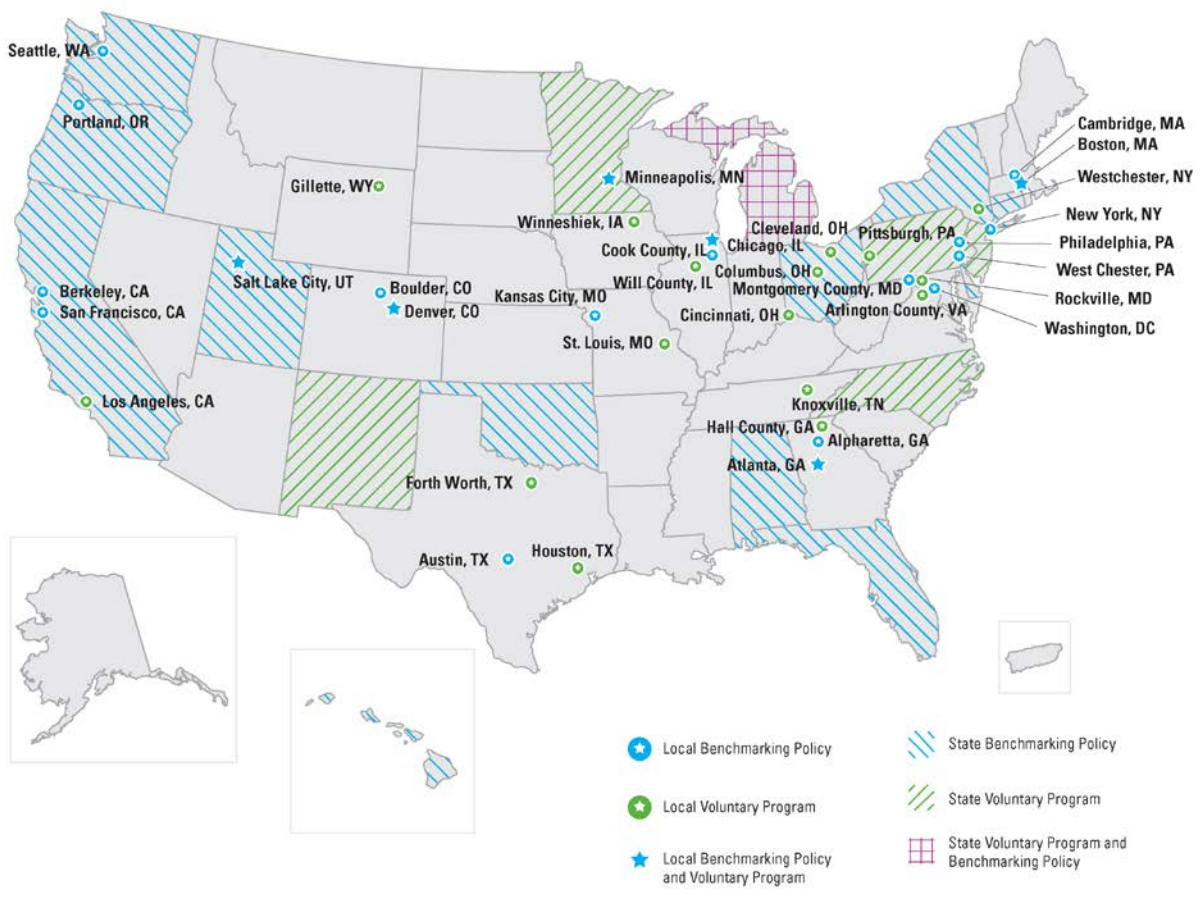 Seattle, WA
Portland, OR
Cambridge, MA
Boston, MA
Gillette, WY
Minneapolis, MN
Westchester, NY
Winneshiek, IA
New York, NY
Cleveland, OH
Pittsburgh, PA
Cook County, IL
Chicago, IL
Philadelphia, PA
Columbus, OH
West Chester, PA
Salt Lake City, UT
Will County, IL
Berkeley, CA
Boulder, CO
Montgomery County, MD
Kansas City, MO
Rockville, MD
San Francisco, CA
Denver, CO
Cincinnati, OH
Arlington County, VA
Washington, DC
St. Louis, MO
Los Angeles, CA
Knoxville, TN
Hall County, GA
Alpharetta, GA
Atlanta, GA
Forth Worth, TX
Houston, TX
Austin, TX
Local Benchmarking Policy
Local Voluntary Program
Local Benchmarking Policy
and Voluntary Program
State Benchmarking Policy
State Voluntary Program
State Voluntary Program and
Benchmarking Policy